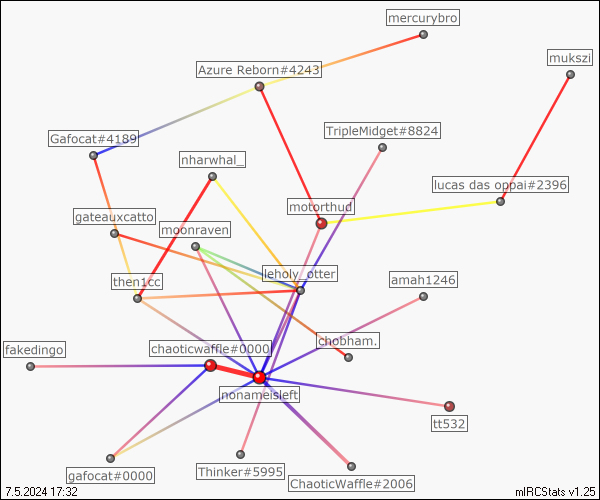 mercurybro
mukszi
Azure Reborn#4243
TripleMidget#8824
Gafocat#4189
nharwhal_
lucas das oppai#2396
motorthud
gateauxcatto
moonraven
leholy_otter
amah1246
then1cc
chobham.
chaoticwaffle#0000
fakedingo
nonameisleft
tt532
gafocat#0000
Thinker#5995
ChaoticWaffle#2006
7.5.2024 17:32
mIRCStats v1.25